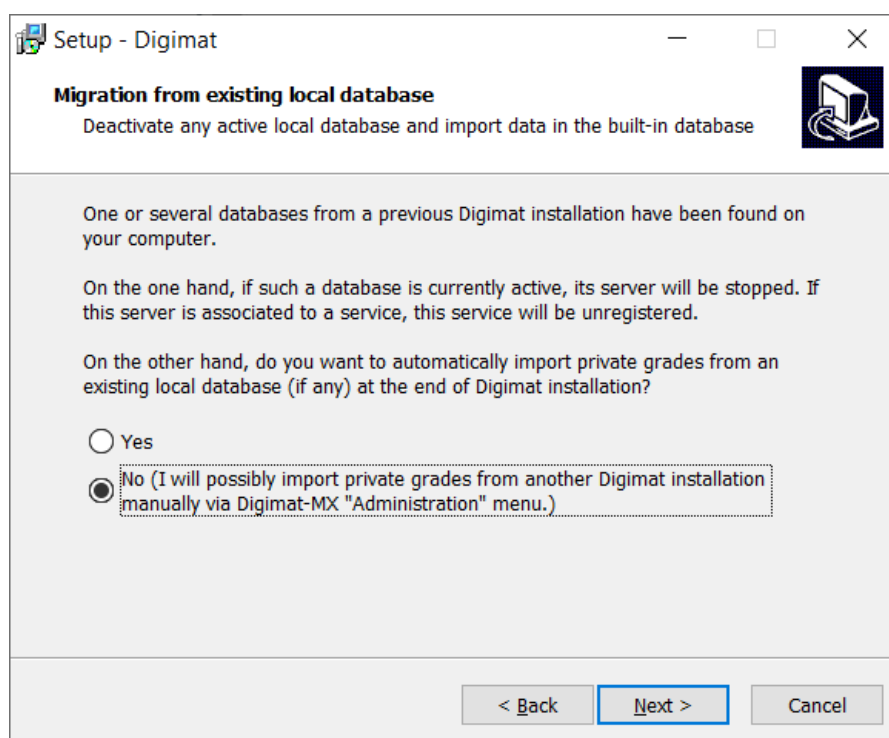 Setup - Digimat
Migration from existing local database
Deactivate any active local database and import data in the built-in database
One or several databases from a previous Digimat installation have been found on
your computer.
On the one hand, if such a database is currently active, its server will be stopped. If
this server is associated to a service, this service will be unregistered.
On the other hand, do you want to automatically import private grades from an
existing local database (if any) at the end of Digimat installation?
Yes
No (I will possibly import private grades from another Digimat installation
manually via Digimat-MX "Administration" menu.)
< Back
Next >
Cancel